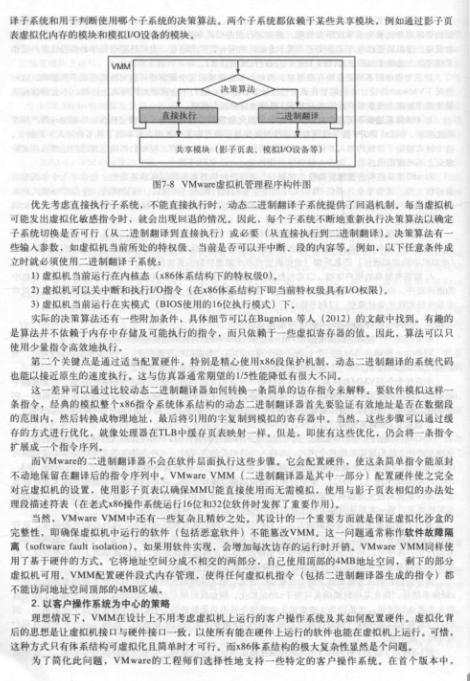 译子系统和用于判断使用哪个子系统的决策算法。两个子系统都依赖于某些共享模块，例如通过影子页
表虚拟化内存的模块和模拟I/O设备的模块。
VMM
决策算法
直接执行
二进制翻译
共享模块（影子页表、模拟I/O设备等）
图7-8 VMware虚拟机管理程序构件图
优先考虑直接执行子系统，不能直接执行时，动态二进制翻译子系统提供了回退机制，每当虚拟机
可能发出虚拟化敏感指令时，就会出现回退的情况。因此，每个子系统不断地重新执行决策算法以确定
子系统切换是否可行（从二进制翻译到直接执行）或必要（从直接执行到二进制翻译）。决策算法有一
些输入参数，如虚拟机当前所处的特权级、当前是否可以开中断、段的内容等。例如，以下任意条件成
立时就必须使用二进制翻译子系统：
1) 虚拟机当前运行在内核态（x86体系结构下的特权级0）。
2) 虚拟机可以关中断和执行I/O指令（在x86体系结构下即当前特权级具有I/O权限）。
3) 虚拟机当前运行在实模式（BIOS使用的16位执行模式）下。
实际的决策算法还有一些附加条件，具体细节可以在Bugnion 等人（2012）的文献中找到。有趣的
是算法并不依赖于内存中存储及可能执行的指令，而只依赖于一些虚拟寄存器的值。因此，算法可以只
使用少量指令高效地执行。
第二个关键点是通过适当配置硬件，特别是精心使用x86段保护机制，动态二进制翻译的系统代码
也能以接近原生的速度执行。这与仿真器通常期望的1/5性能降低有很大不同。
这一差异可以通过比较动态二进制翻译器如何转换一条简单的访存指令来解释。要软件模拟这样一
条指令，经典的模拟整个x86指令系统体系结构的动态二进制翻译器首先要验证有效地址是否在数据段
的范围内，然后转换成物理地址，最后将引用的字复制到模拟的寄存器中。当然，这些步骤可以通过缓
存的方式进行优化，就像处理器在TLB中缓存页表映射一样。但是，即使有这些优化，仍会将一条指令
扩展成一个指令序列。
而VMware的二进制翻译器不会在软件层面执行这些步骤。它会配置硬件，使这条简单指令能原封
不动地保留在翻译后的指令序列中。VMware VMM（二进制翻译器是其中一部分）配置硬件使之完全
对应虚拟机的设置，使用影子页表以确保MMU能直接使用而无需模拟，使用与影子页表相似的办法处
理段描述符表（在老式x86操作系统运行16位和32位软件时发挥了重要作用）。
当然，VMware VMM中还有一些复杂且精妙之处。其设计的一个重要方面就是保证虚拟化沙盒的
完整性，即确保虚拟机中运行的软件（包括恶意软件）不能篡改VMM。这一问题通常称作软件故障隔
离（software fault isolation），如果用软件实现，会增加每次访存的运行时开销。VMware VMM同样使
用了基于硬件的方式。它将地址空间分成不相交的两部分，自己使用顶部的4MB地址空间，剩下的部分
虚拟机可用。VMM配置硬件段式内存管理，使得任何虚拟机指令（包括二进制翻译器生成的指令）都
不能访问地址空间顶部的4MB区域。
2. 以客户操作系统为中心的策略
理想情况下，VMM在设计上不用考虑虚拟机上运行的客户操作系统及其如何配置硬件。虚拟化背
后的思想是让虚拟机接口与硬件接口一致，以使所有能在硬件上运行的软件也能在虚拟机上运行。可惜，
这种方式只有体系结构可虚拟化且简单时才可行。而x86体系结构的极大复杂性显然是个问题。
为了简化此问题，VMware的工程师们选择性地支持一些特定的客户操作系统。在首个版本中，